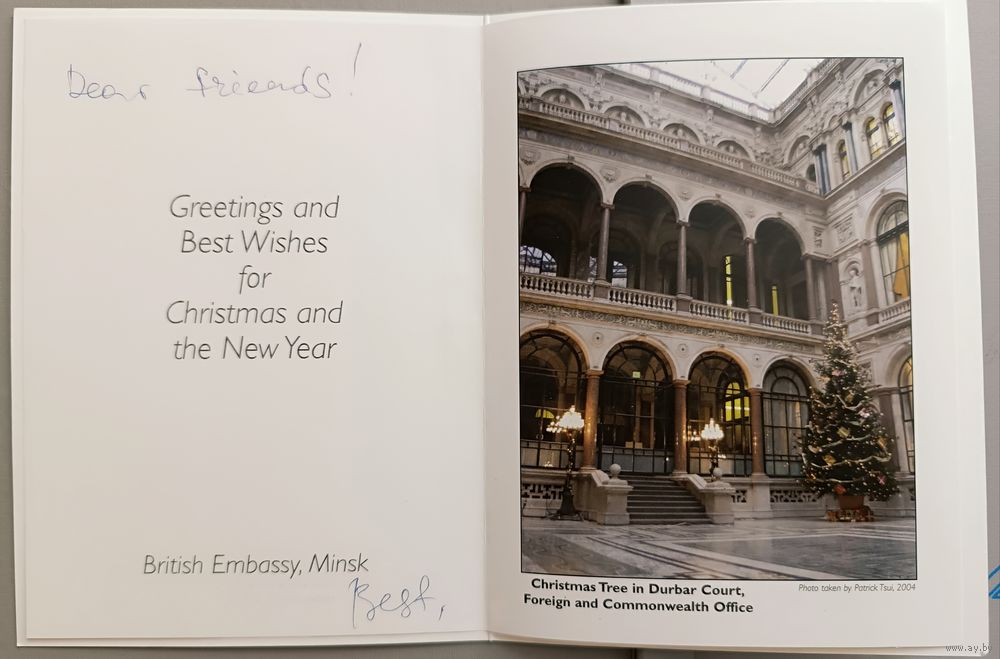 Dear friends!
Greetings and
Best Wishes
for
Christmas and
the New Year
British Embassy, Minsk
Best,
Christmas Tree in Durbar Court,
Foreign and Commonwealth Office
Photo taken by Patrick Tsui, 2004
www.ay.by